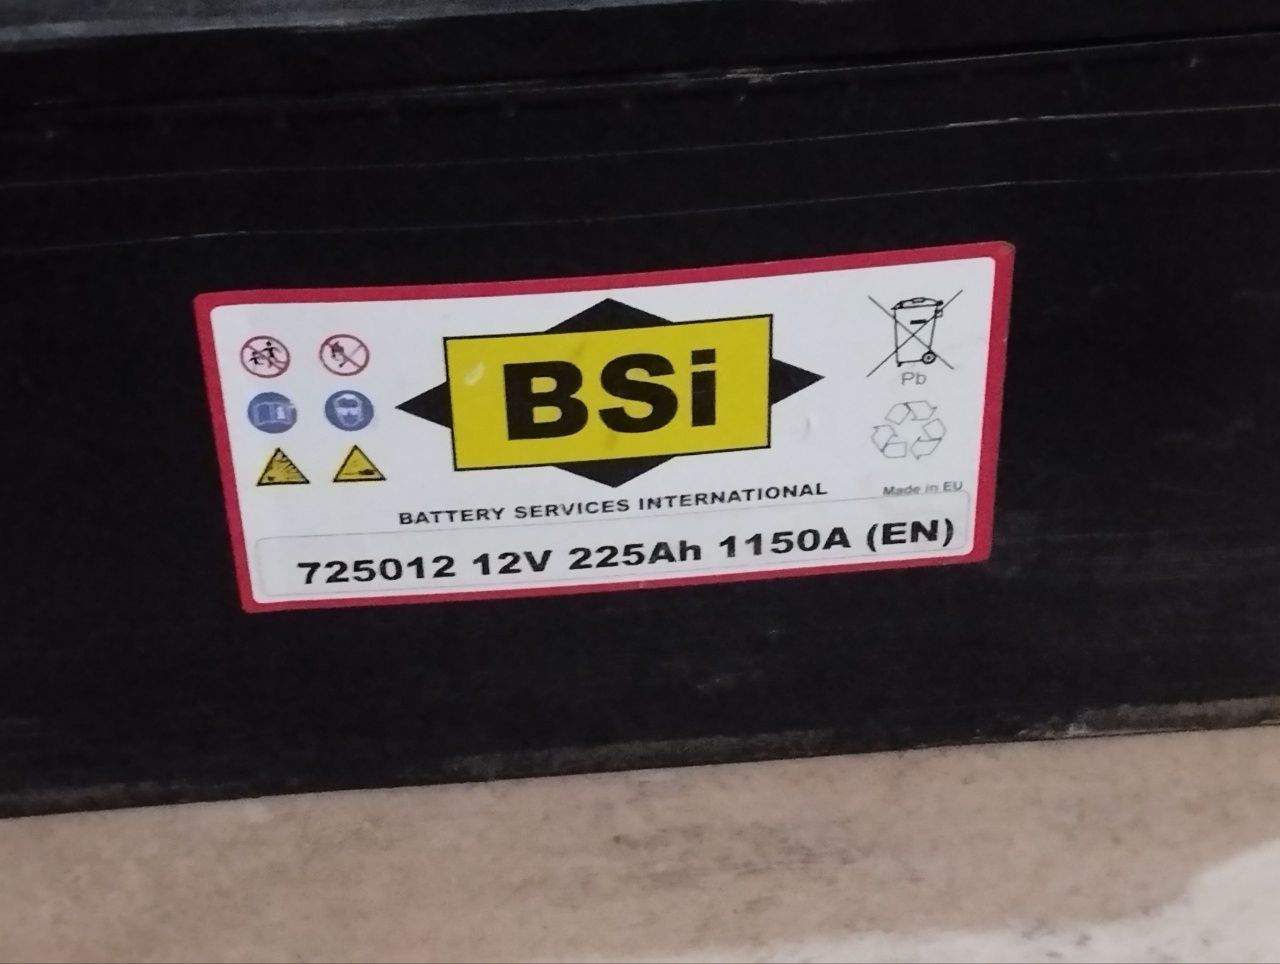 BSi
Pb
BATTERY SERVICES INTERNATIONAL
Made in EU
725012 12V 225Ah 1150A (EN)